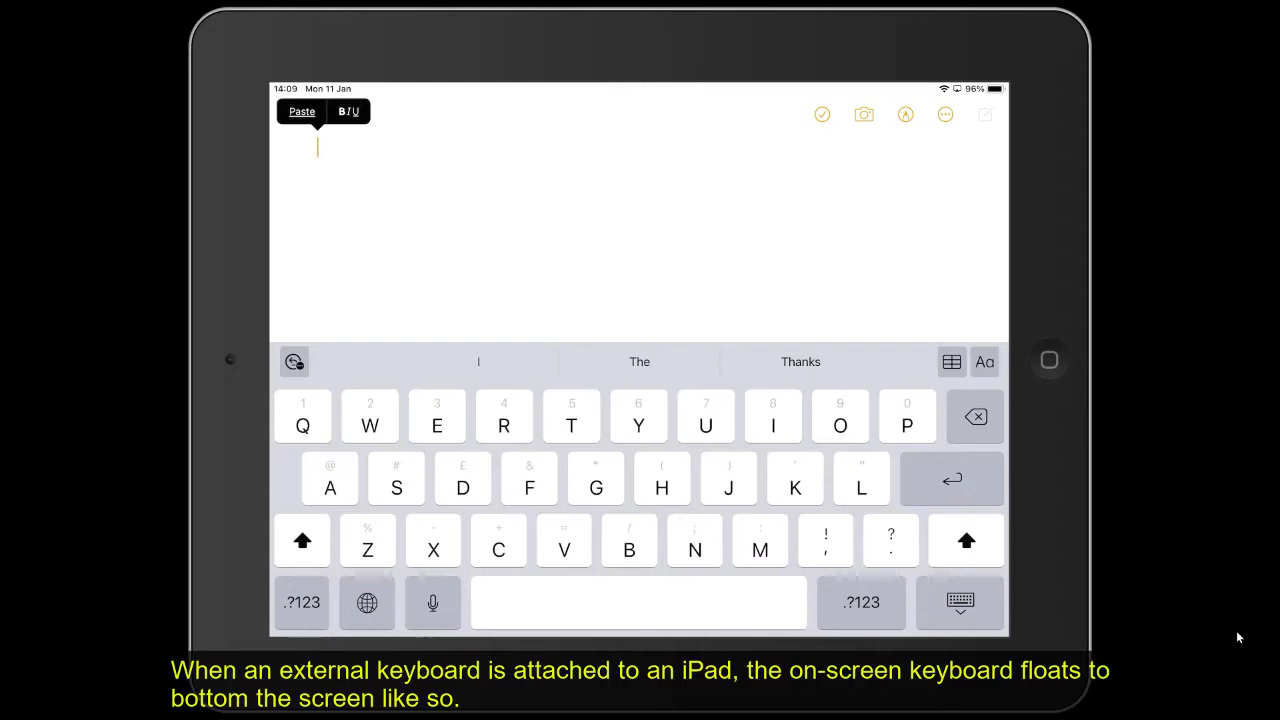 14:09 Mon 11 Jan 96%
Paste BIU
I The Thanks Aa
1 2 3 4 5 6 7 8 9 0
Q W E R T Y U I O P
@ # £ & * ( ) ' "
A S D F G H J K L
% - + = / ; : ! ?
Z X C V B N M , .
.?123 .?123
When an external keyboard is attached to an iPad, the on-screen keyboard floats to
bottom the screen like so.